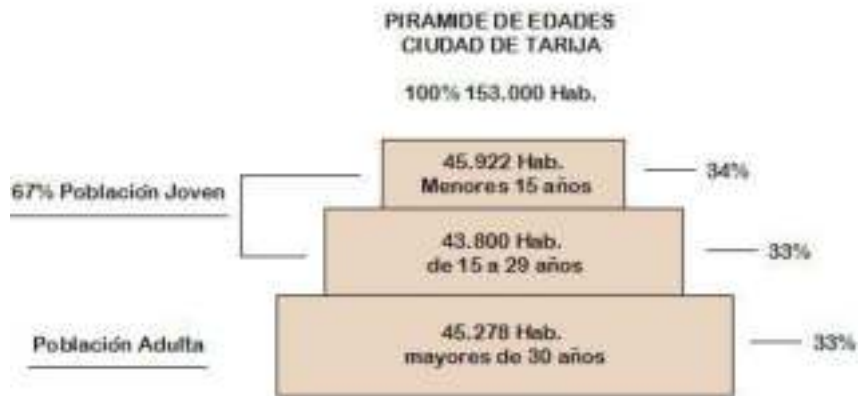 PIRAMIDE DE EDADES
CIUDAD DE TARIJA
100% 153.000 Hab.
45.922 Hab.
Menores 15 años
34%
67% Población Joven
43.800 Hab.
de 15 a 29 años
33%
Población Adulta
45.278 Hab.
mayores de 30 años
33%